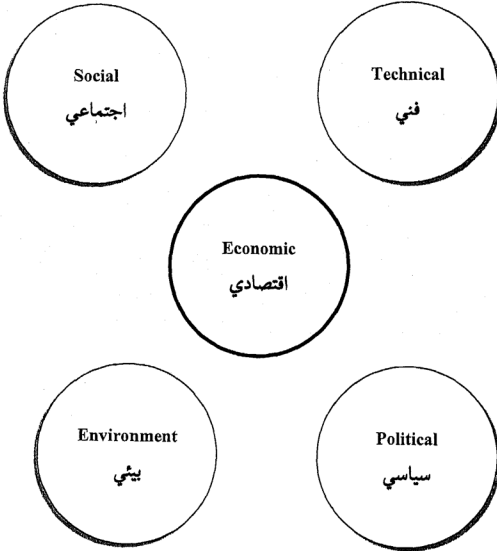 Social
اجتماعي
Technical
فني
Economic
اقتصادي
Environment
بيئي
Political
سياسي